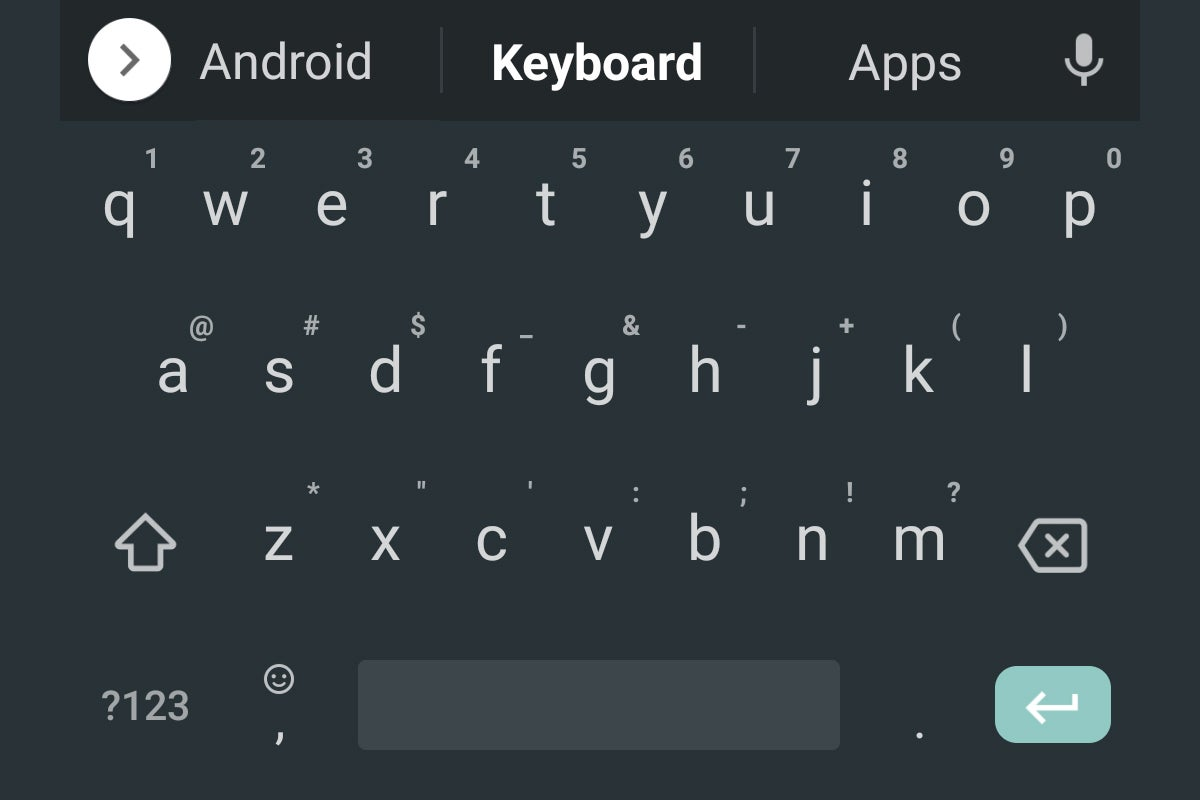 Android Keyboard Apps
1 2 3 4 5 6 7 8 9 0
q w e r t y u i o p
@ # $ _ & - + ( )
a s d f g h j k l
* " ' : ; ! ?
z x c v b n m
?123 , .